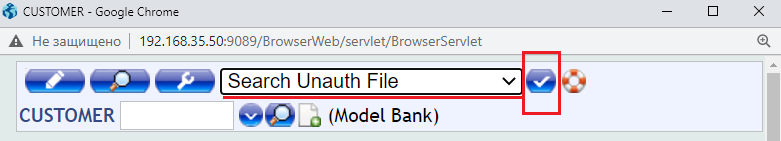 CUSTOMER - Google Chrome
Не защищено 192.168.35.50:9089/BrowserWeb/servlet/BrowserServlet
Search Unauth File
CUSTOMER (Model Bank)